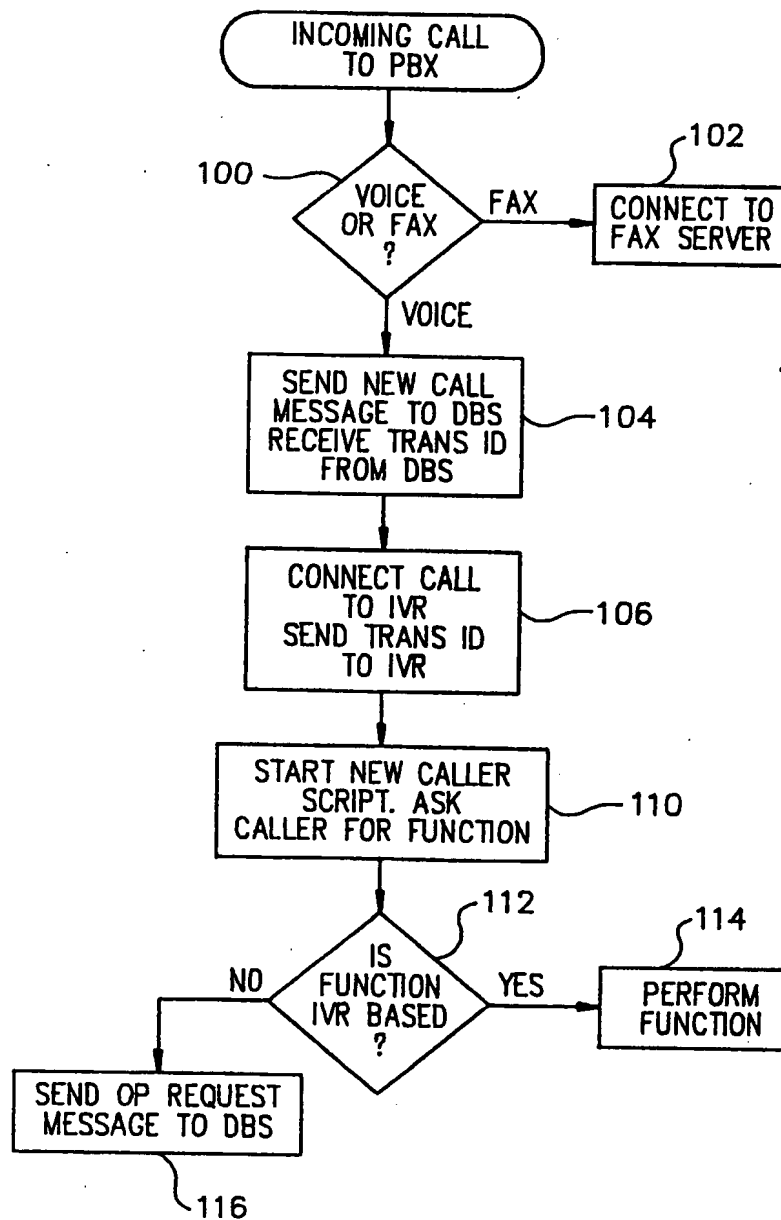 INCOMING CALL
TO PBX
100
VOICE
OR FAX
?
FAX
102
CONNECT TO
FAX SERVER
VOICE
SEND NEW CALL
MESSAGE TO DBS
RECEIVE TRANS ID
FROM DBS
104
CONNECT CALL
TO IVR
SEND TRANS ID
TO IVR
106
START NEW CALLER
SCRIPT. ASK
CALLER FOR FUNCTION
110
112
IS
FUNCTION
IVR BASED
?
NO
YES
114
PERFORM
FUNCTION
SEND OP REQUEST
MESSAGE TO DBS
116